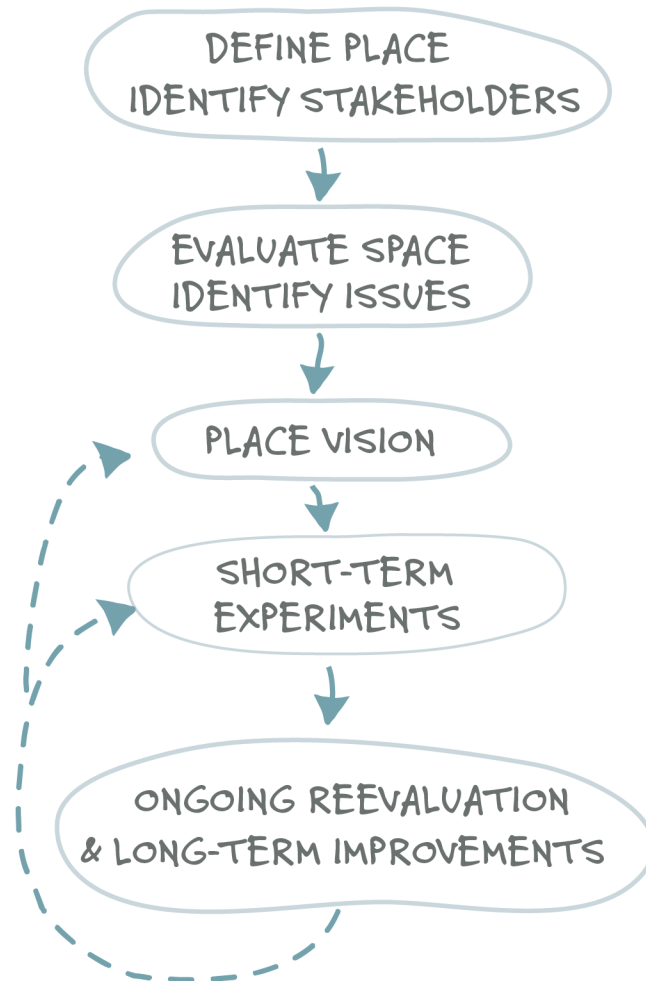 DEFINE PLACE
IDENTIFY STAKEHOLDERS
EVALUATE SPACE
IDENTIFY ISSUES
PLACE VISION
SHORT-TERM
EXPERIMENTS
ONGOING REEVALUATION
& LONG-TERM IMPROVEMENTS